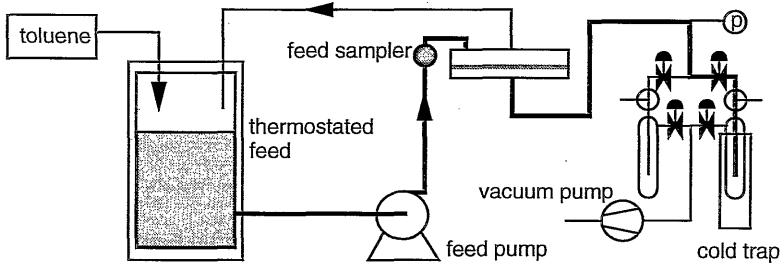 toluene
feed sampler
p
thermostated
feed
vacuum pump
feed pump
cold trap